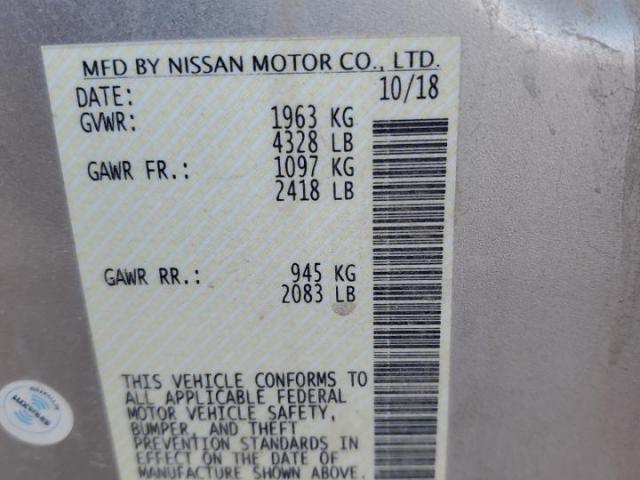 MFD BY NISSAN MOTOR CO., LTD.
DATE: 10/18
GVWR: 1963 KG
4328 LB
GAWR FR.: 1097 KG
2418 LB
GAWR RR.: 945 KG
2083 LB
THIS VEHICLE CONFORMS TO
ALL APPLICABLE FEDERAL
MOTOR VEHICLE SAFETY,
BUMPER, AND THEFT
PREVENTION STANDARDS IN
EFFECT ON THE DATE OF
MANUFACTURE SHOWN ABOVE.